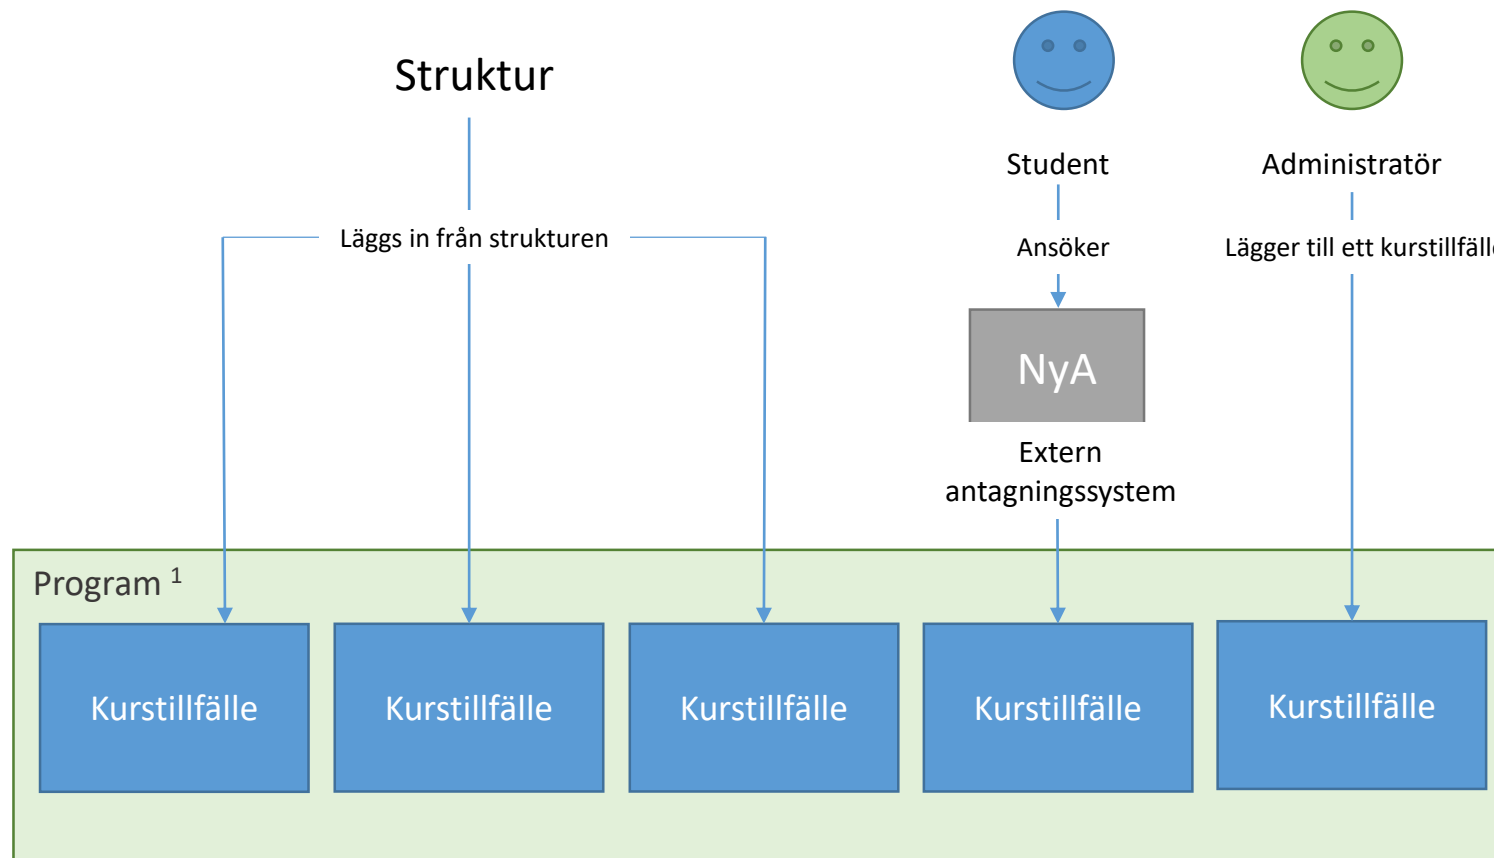 Struktur
Student
Administratör
Läggs in från strukturen
Ansöker
Lägger till ett kurstillfälle
NyA
Extern
antagningssystem
Program 1
Kurstillfälle
Kurstillfälle
Kurstillfälle
Kurstillfälle
Kurstillfälle